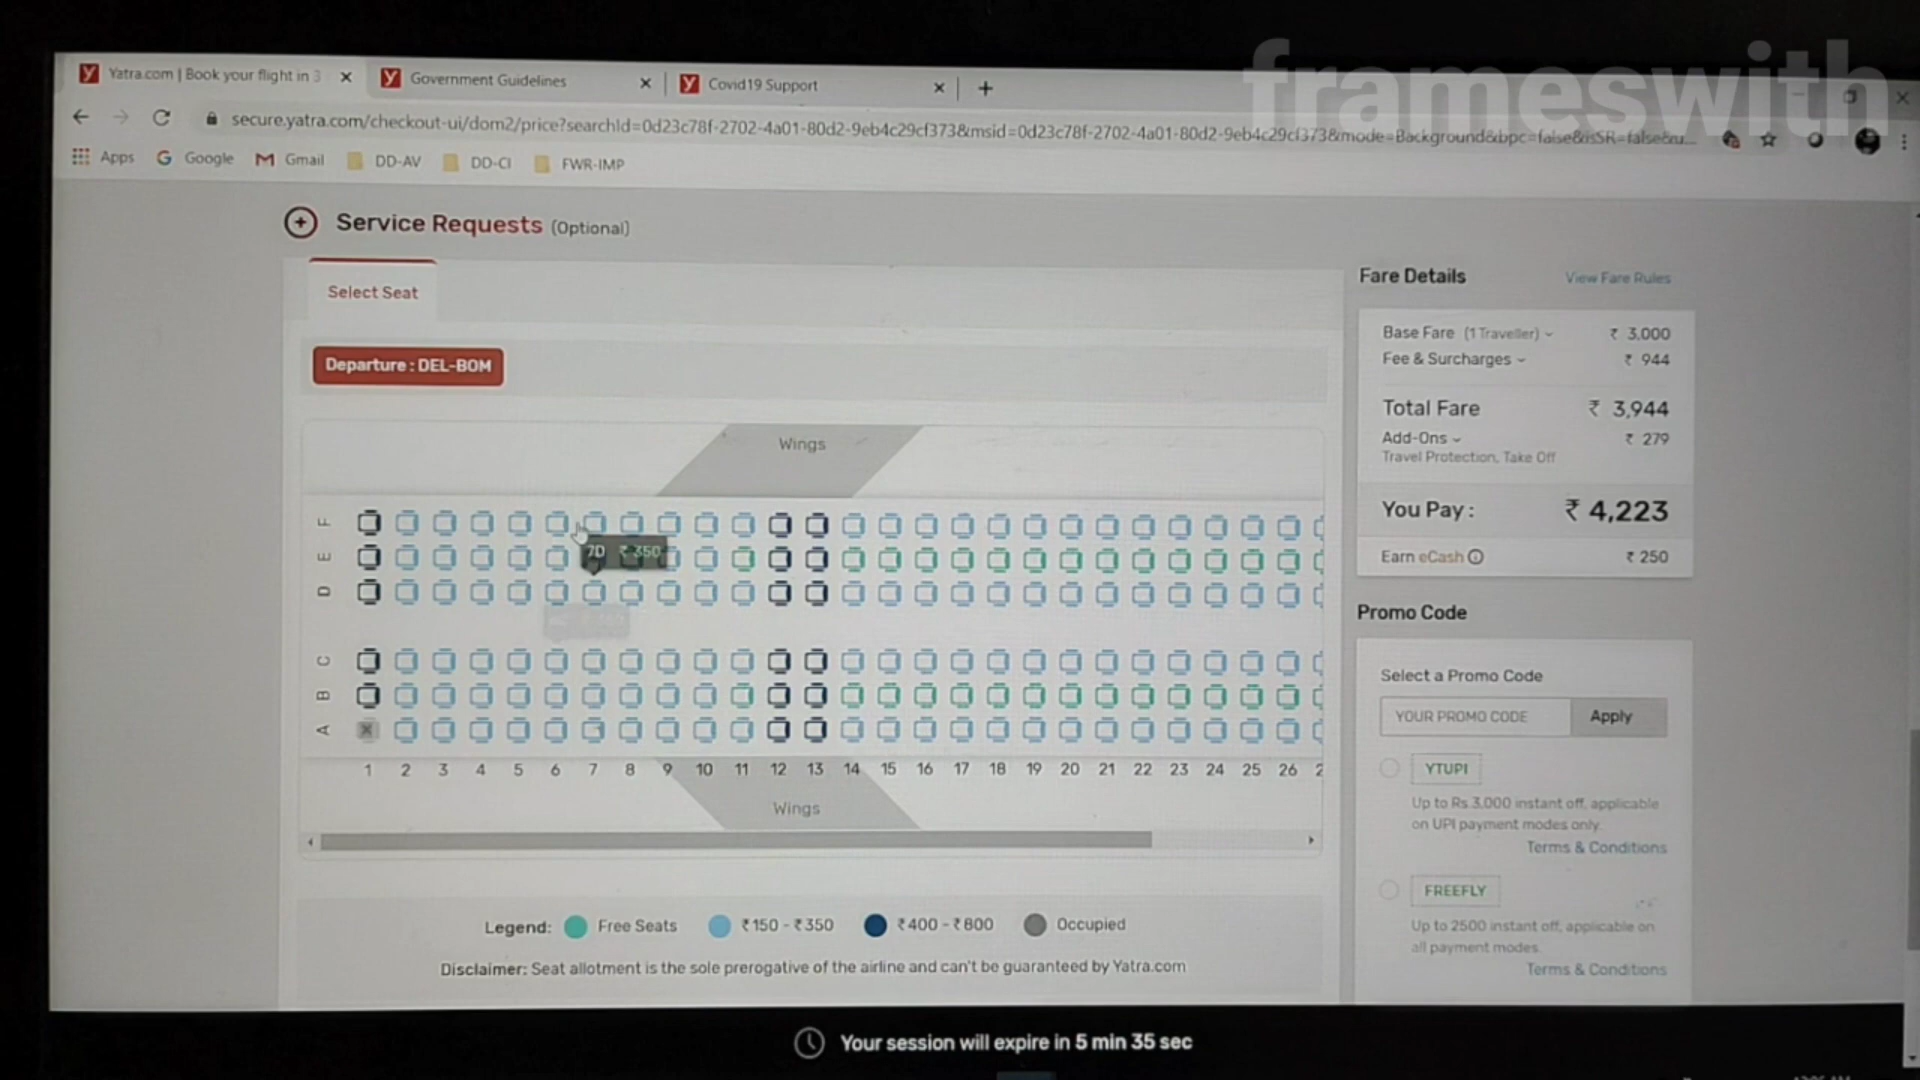 frameswith
Yatra.com | Book your flight in 3
Government Guidelines
Covid19 Support
secure.yatra.com/checkout-ui/dom2/price?searchId=0d23c78f-2702-4a01-80d2-9eb4c29cf373&msid=0d23c78f-2702-4a01-80d2-9eb4c29cf373&mode=Background&bpc=false&isSR=false&ru...
Apps Google Gmail DD-AV DD-CI FWR-IMP
Service Requests (Optional)
Select Seat
Departure : DEL-BOM
Wings
F
E
7D ₹ 350
D
C
B
A
1 2 3 4 5 6 7 8 9 10 11 12 13 14 15 16 17 18 19 20 21 22 23 24 25 26 2
Wings
Legend: Free Seats ₹150 - ₹350 ₹400 - ₹800 Occupied
Disclaimer: Seat allotment is the sole prerogative of the airline and can't be guaranteed by Yatra.com
Fare Details View Fare Rules
Base Fare (1 Traveller) ₹ 3,000
Fee & Surcharges ₹ 944
Total Fare ₹ 3,944
Add-Ons ₹ 279
Travel Protection, Take Off
You Pay : ₹ 4,223
Earn eCash ₹ 250
Promo Code
Select a Promo Code
YOUR PROMO CODE Apply
YTUPI
Up to Rs 3,000 instant off, applicable
on UPI payment modes only.
Terms & Conditions
FREEFLY
Up to 2500 instant off, applicable on
all payment modes.
Terms & Conditions
Your session will expire in 5 min 35 sec